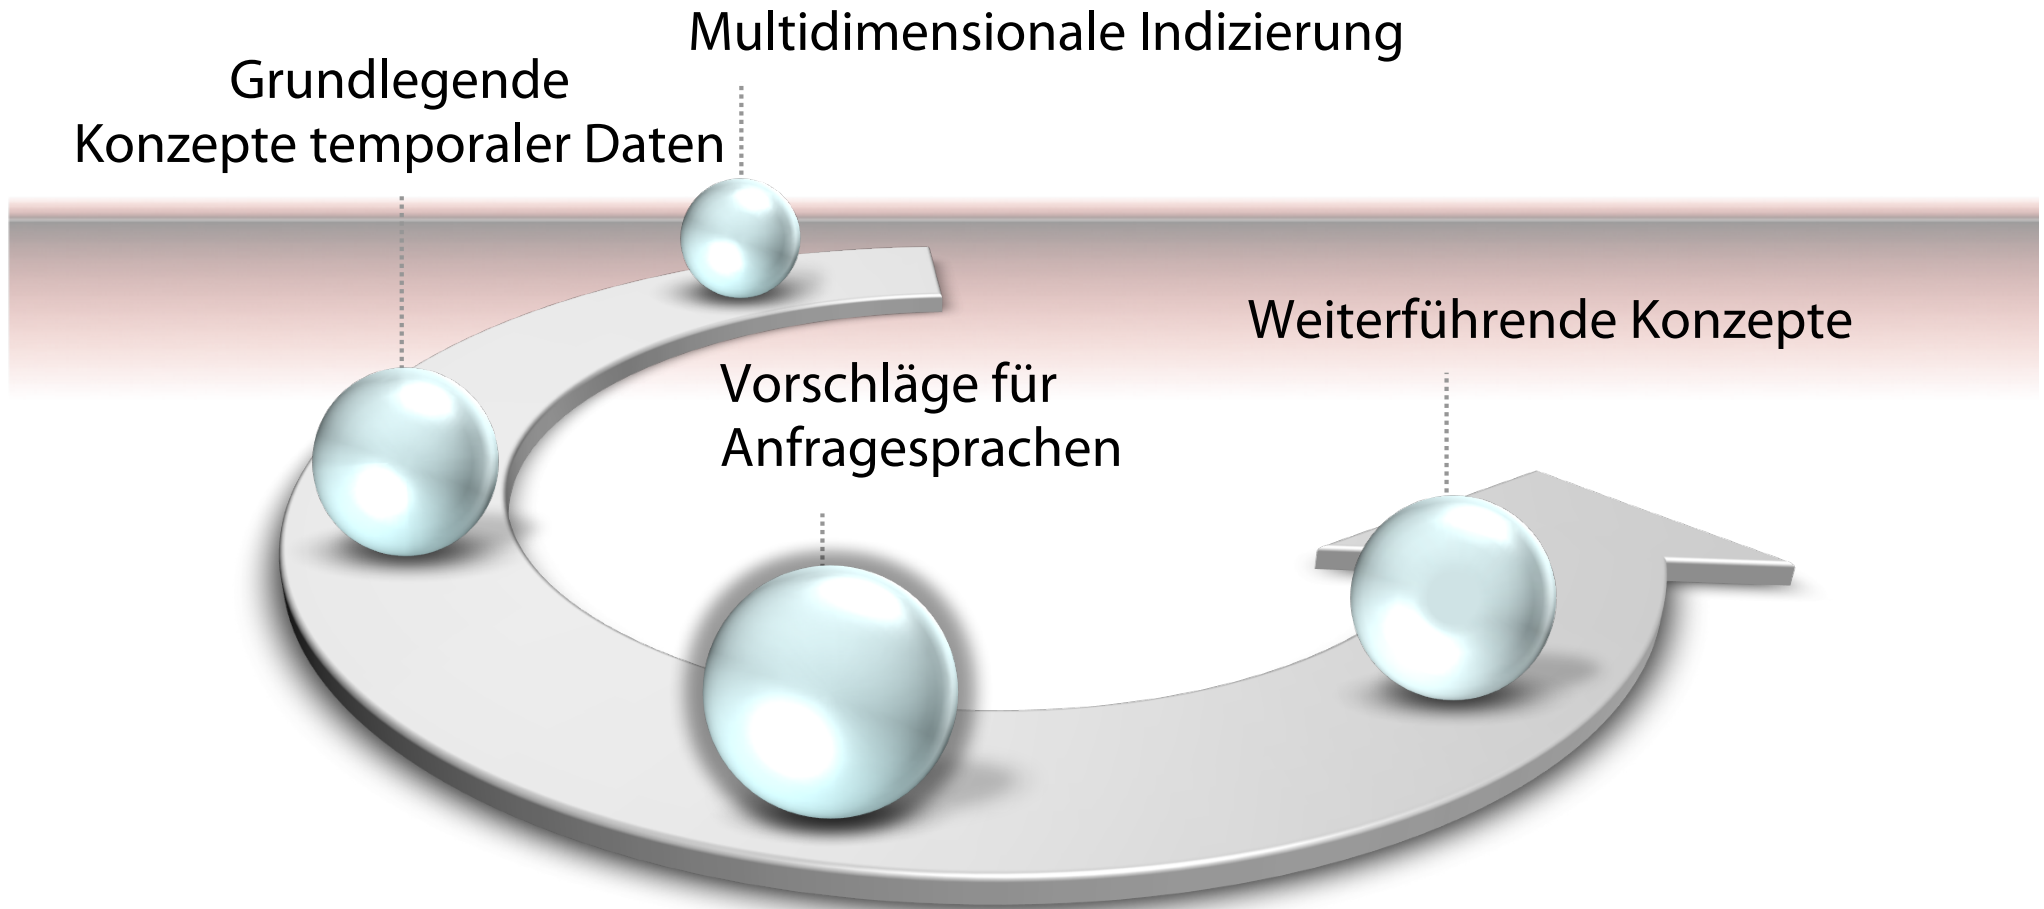 Multidimensionale Indizierung
Grundlegende
Konzepte temporaler Daten
Weiterführende Konzepte
Vorschläge für
Anfragesprachen